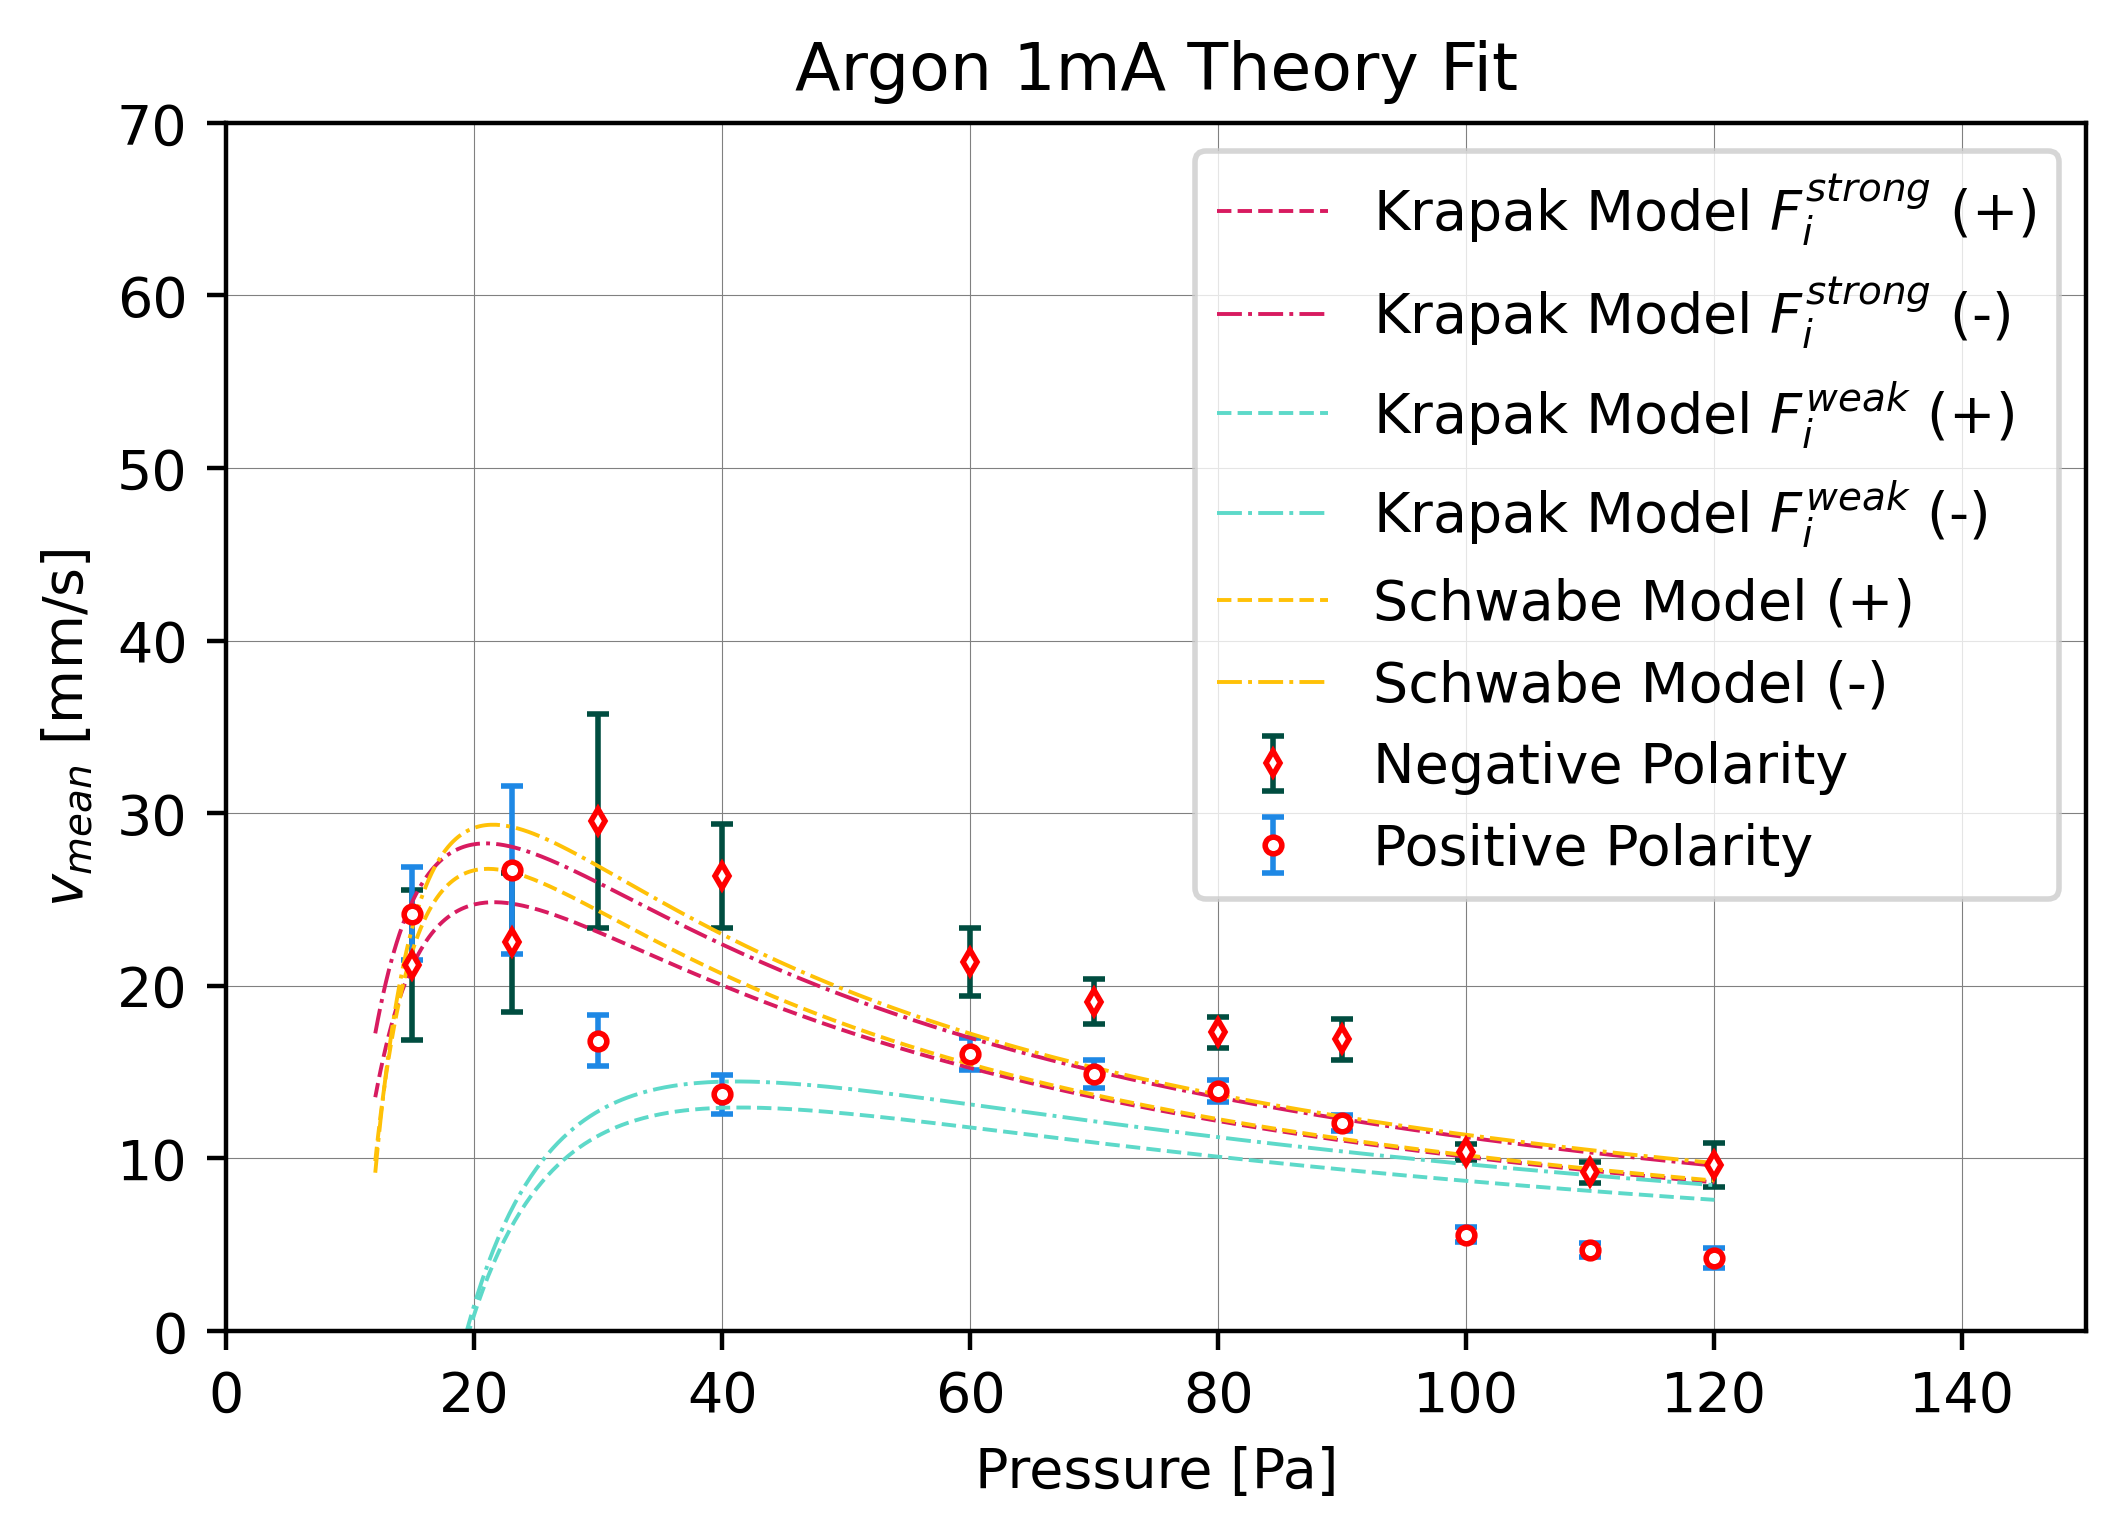 Argon 1mA Theory Fit
70
60
50
40
30
20
10
0
v_mean [mm/s]
Krapak Model F_i^strong (+)
Krapak Model F_i^strong (-)
Krapak Model F_i^weak (+)
Krapak Model F_i^weak (-)
Schwabe Model (+)
Schwabe Model (-)
Negative Polarity
Positive Polarity
0 20 40 60 80 100 120 140
Pressure [Pa]